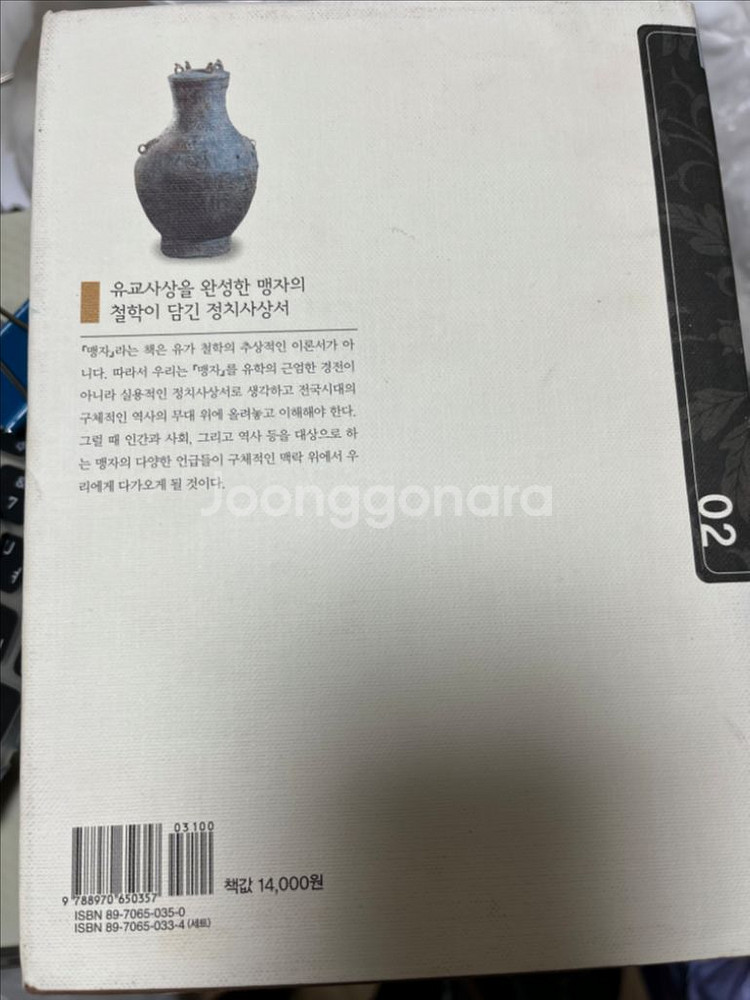 유교사상을 완성한 맹자의
철학이 담긴 정치사상서
『맹자』라는 책은 유가 철학의 추상적인 이론서가 아
니다. 따라서 우리는 『맹자』를 유학의 근엄한 경전이
아니라 실용적인 정치사상서로 생각하고 전국시대의
구체적인 역사의 무대 위에 올려놓고 이해해야 한다.
그럴 때 인간과 사회, 그리고 역사 등을 대상으로 하
는 맹자의 다양한 언급들이 구체적인 맥락 위에서 우
리에게 다가오게 될 것이다.
joonggonara
02
03100
9 788970 650357
책값 14,000원
ISBN 89-7065-035-0
ISBN 89-7065-033-4 (세트)